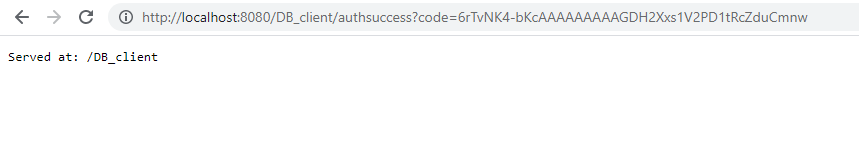 http://localhost:8080/DB_client/authsuccess?code=6rTvNK4-bKcAAAAAAAAAGDH2Xxs1V2PD1tRcZduCmnw
Served at: /DB_client